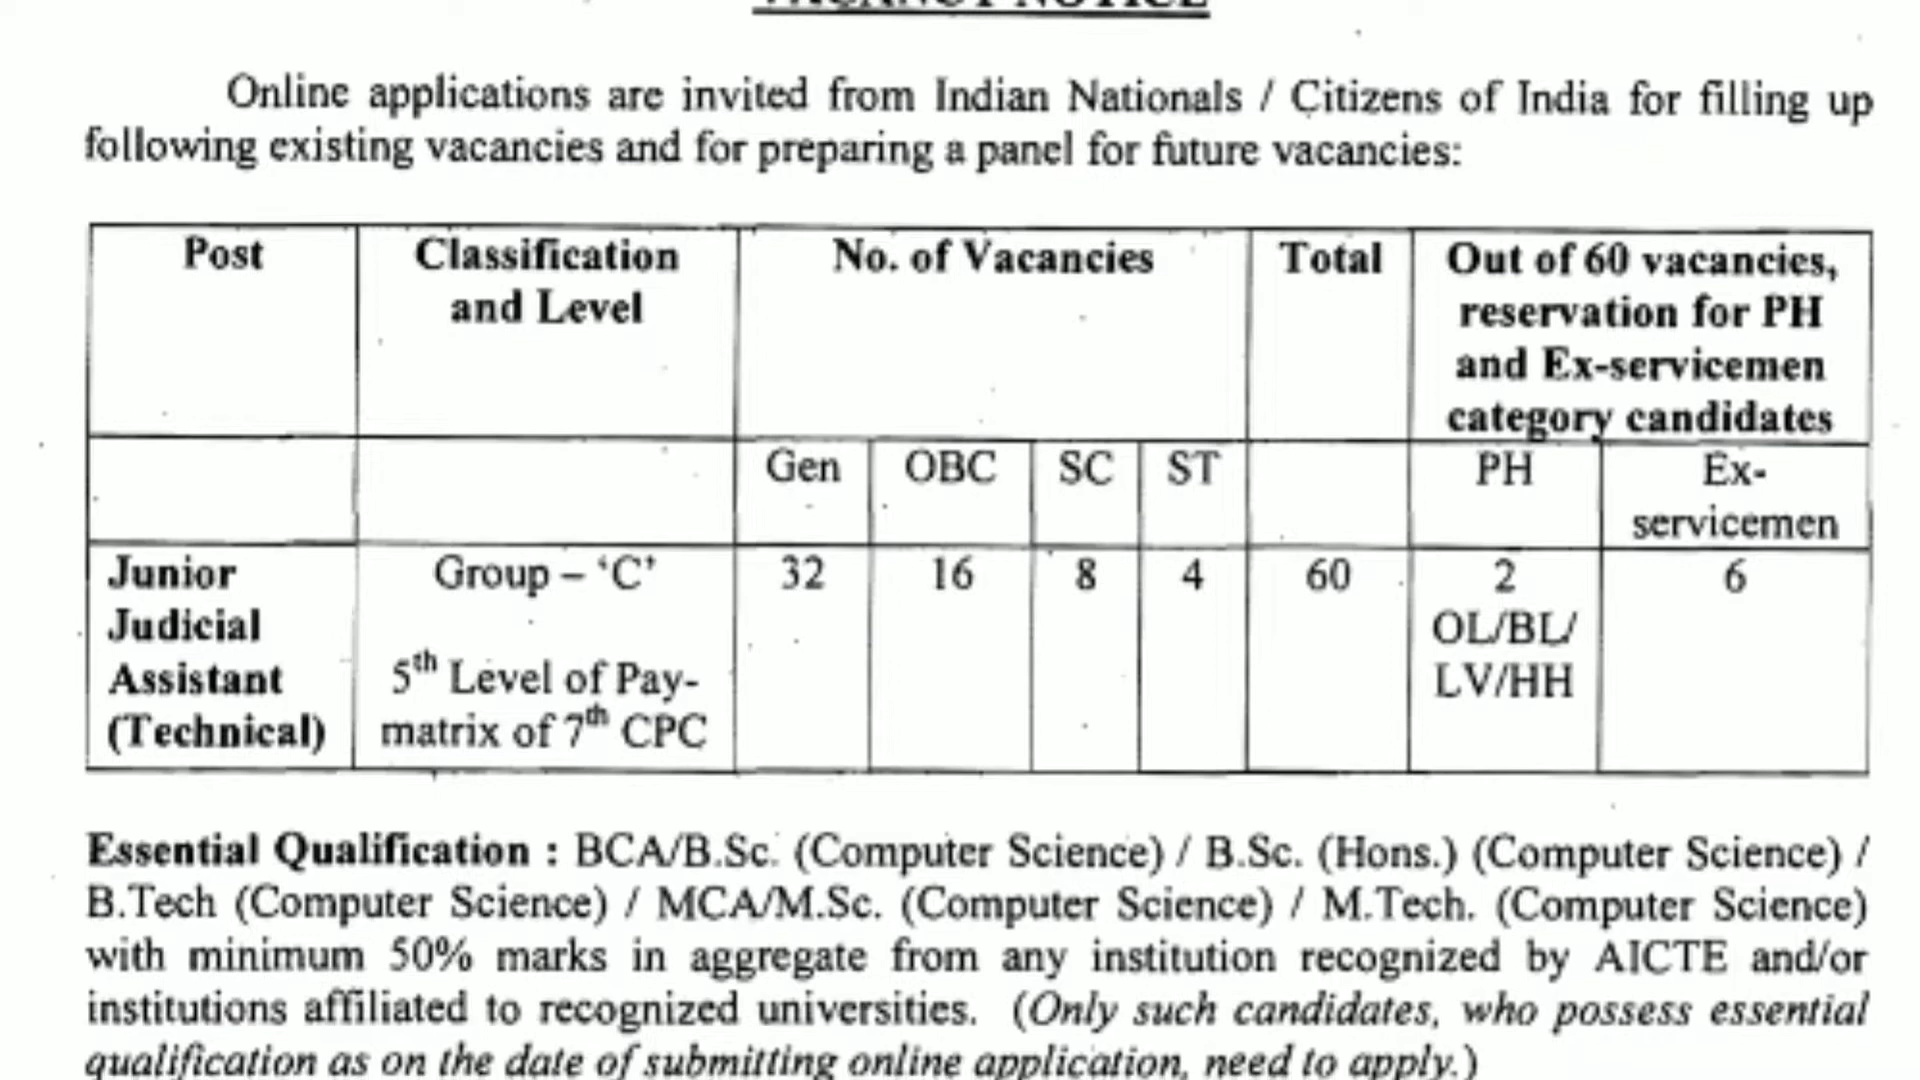 VACANCY NOTICE
Online applications are invited from Indian Nationals / Citizens of India for filling up
following existing vacancies and for preparing a panel for future vacancies:
Post Classification and Level No. of Vacancies Total Out of 60 vacancies, reservation for PH and Ex-servicemen category candidates
Gen OBC SC ST PH Ex-servicemen
Junior Judicial Assistant (Technical) Group – ‘C’ 5th Level of Pay-matrix of 7th CPC 32 16 8 4 60 2 OL/BL/ LV/HH 6
Essential Qualification : BCA/B.Sc. (Computer Science) / B.Sc. (Hons.) (Computer Science) /
B.Tech (Computer Science) / MCA/M.Sc. (Computer Science) / M.Tech. (Computer Science)
with minimum 50% marks in aggregate from any institution recognized by AICTE and/or
institutions affiliated to recognized universities. (Only such candidates, who possess essential
qualification as on the date of submitting online application, need to apply.)